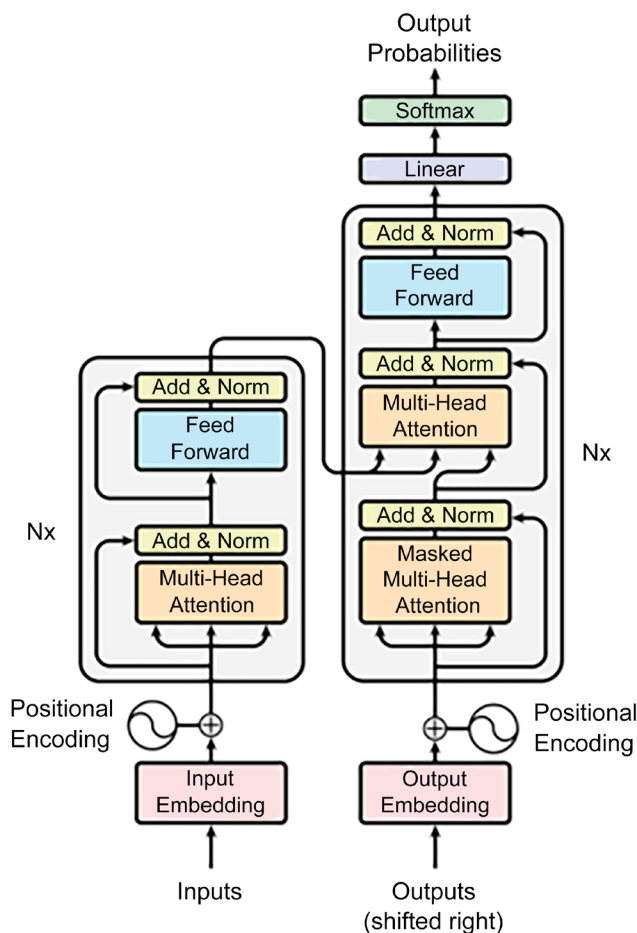 Output
Probabilities
Softmax
Linear
Add & Norm
Feed
Forward
Add & Norm
Multi-Head
Attention
Add & Norm
Masked
Multi-Head
Attention
Nx
Add & Norm
Feed
Forward
Add & Norm
Multi-Head
Attention
Nx
Positional
Encoding
Positional
Encoding
Input
Embedding
Output
Embedding
Inputs
Outputs
(shifted right)